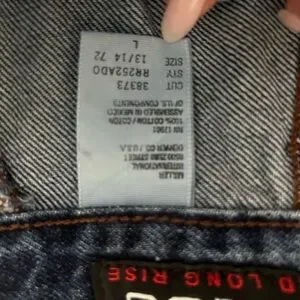 MILLER
INTERNATIONAL
8500 ZUNI STREET
DENVER CO / U.S.A
RN 17961
100% COTTON / COTON
ASSEMBLED IN MEXICO
OF U.S. COMPONENTS
CUT 38373
STY RR252ADO
SIZE 13/14 72
L
D LONG RISE